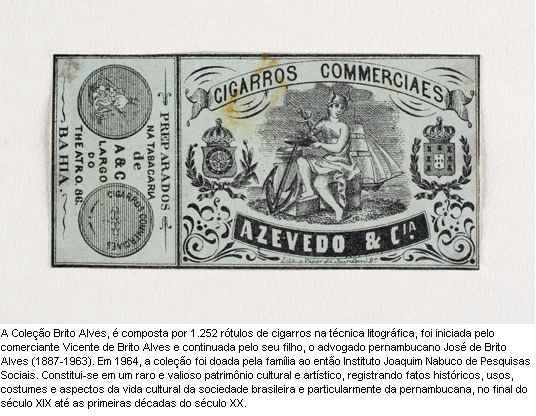 CIGARROS COMMERCIAES
AZEVEDO & CIA
PREPARADOS
NA TABACARIA
de
A & C
LARGO
DO
THEATRO. 86.
BAHIA.
CIGARROS COMMERCIAES
A Coleção Brito Alves, é composta por 1.252 rótulos de cigarros na técnica litográfica, foi iniciada pelo
comerciante Vicente de Brito Alves e continuada pelo seu filho, o advogado pernambucano José de Brito
Alves (1887-1963). Em 1964, a coleção foi doada pela família ao então Instituto Joaquim Nabuco de Pesquisas
Sociais. Constitui-se em um raro e valioso patrimônio cultural e artístico, registrando fatos históricos, usos,
costumes e aspectos da vida cultural da sociedade brasileira e particularmente da pernambucana, no final do
século XIX até as primeiras décadas do século XX.